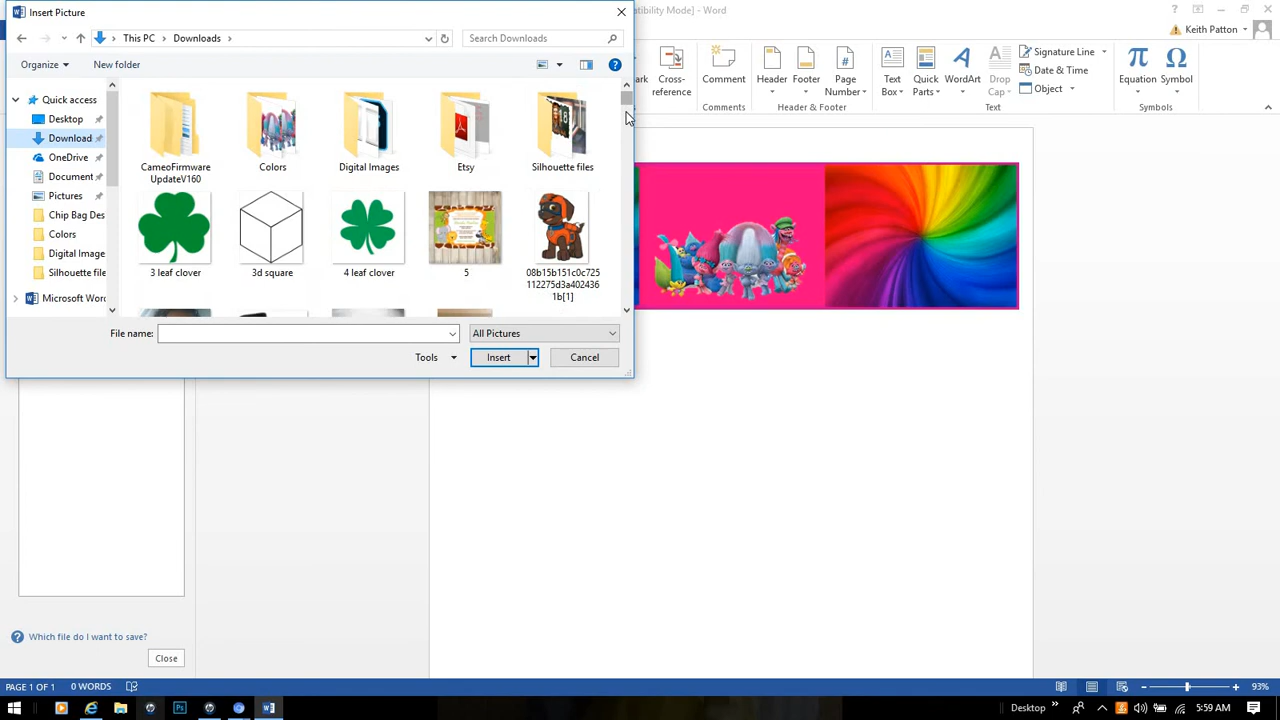 Insert Picture
atibility Mode] - Word
This PC
Downloads
Search Downloads
Keith Patton
Organize
New folder
Cross-
reference
Comment
Header
Footer
Page
Number
Header & Footer
Text
Box
Quick
Parts
WordArt
Drop
Cap
Signature Line
Date & Time
Object
Text
Equation
Symbol
Symbols
Quick access
Desktop
Download
OneDrive
Document
Pictures
Chip Bag Des
Colors
Digital Image
Silhouette file
Microsoft Word
CameoFirmware
UpdateV160
Colors
Digital Images
Etsy
Silhouette files
3 leaf clover
3d square
4 leaf clover
5
08b15b151c0c725
112275d3a402436
1b[1]
File name:
All Pictures
Tools
Insert
Cancel
Which file do I want to save?
Close
PAGE 1 OF 1
0 WORDS
93%
Desktop
5:59 AM